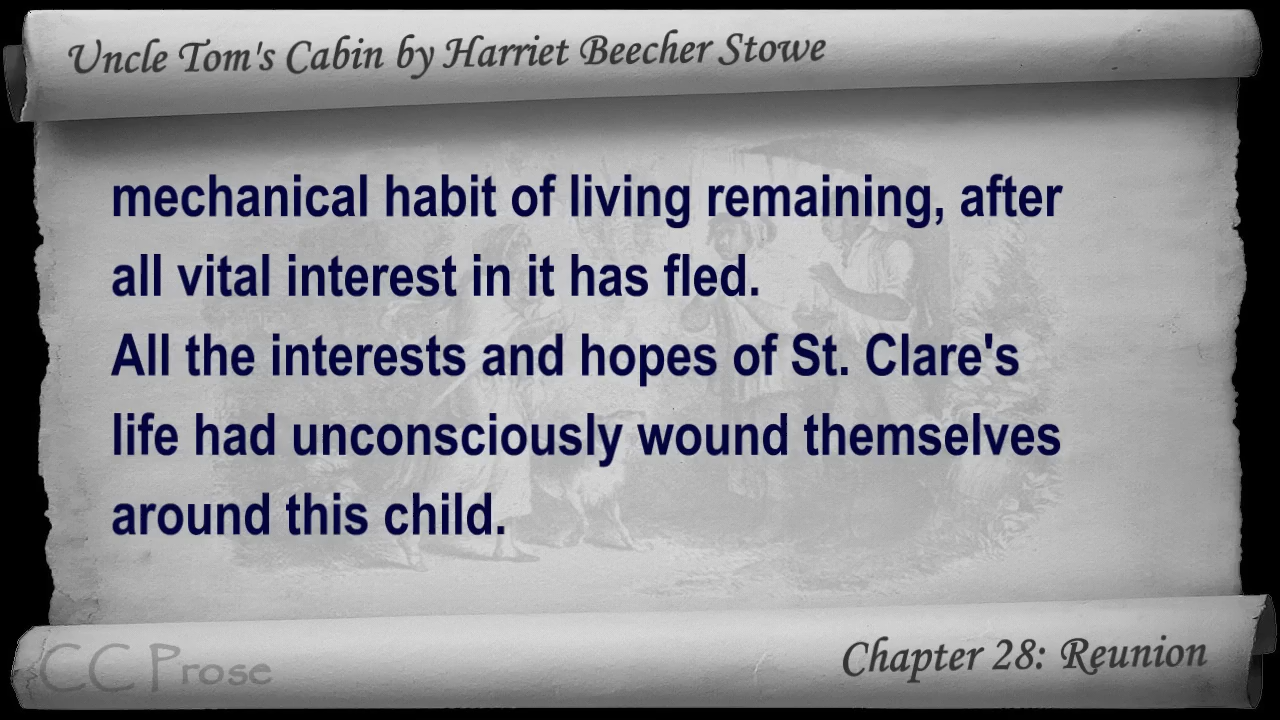 Uncle Tom's Cabin by Harriet Beecher Stowe
mechanical habit of living remaining, after
all vital interest in it has fled.
All the interests and hopes of St. Clare's
life had unconsciously wound themselves
around this child.
CC Prose
Chapter 28: Reunion